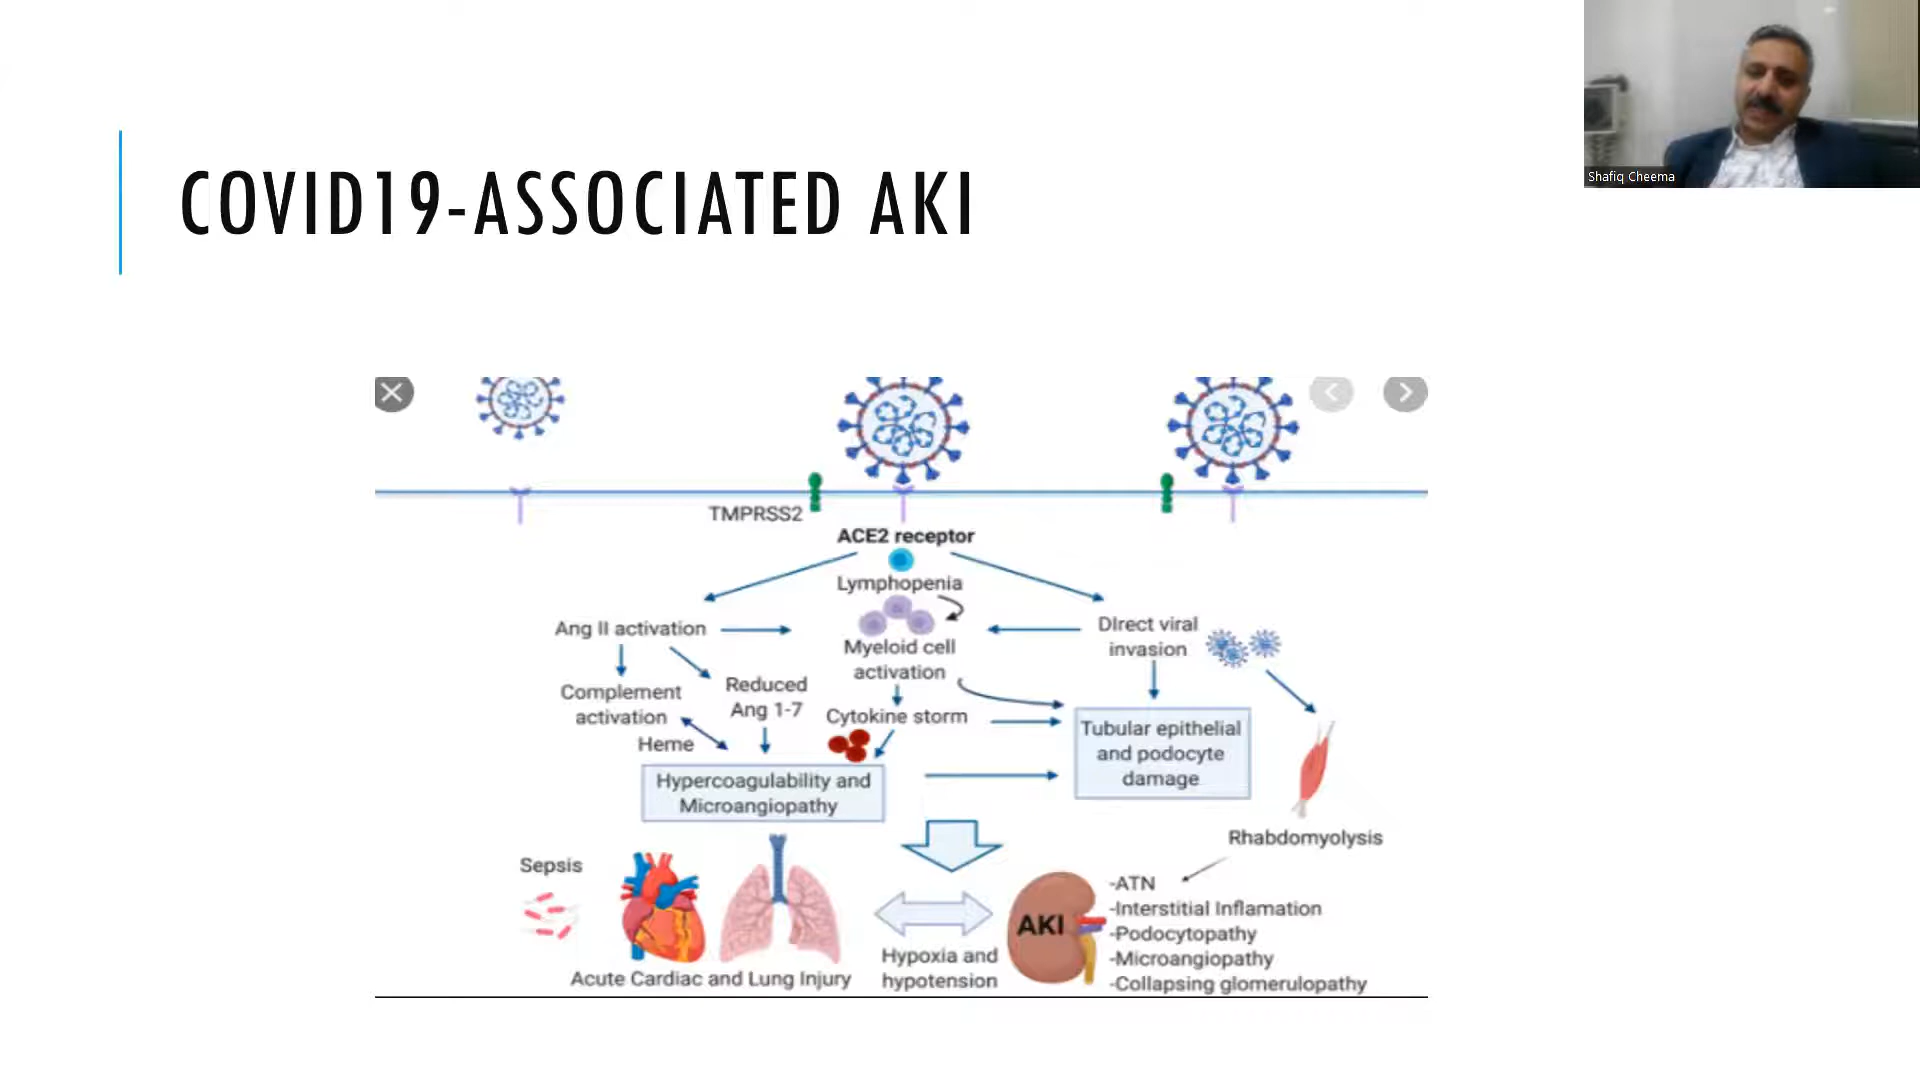 Shafiq Cheema
COVID19-ASSOCIATED AKI
TMPRSS2
ACE2 receptor
Lymphopenia
Ang II activation
Myeloid cell
activation
DIrect viral
invasion
Complement
activation
Reduced
Ang 1-7
Cytokine storm
Heme
Hypercoagulability and
Microangiopathy
Tubular epithelial
and podocyte
damage
Rhabdomyolysis
Sepsis
Acute Cardiac and Lung Injury
Hypoxia and
hypotension
AKI
-ATN
-Interstitial Inflamation
-Podocytopathy
-Microangiopathy
-Collapsing glomerulopathy